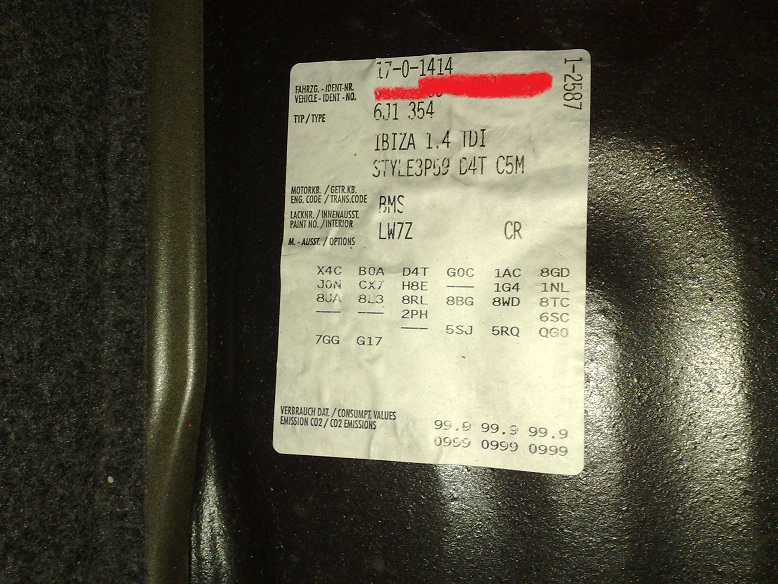 17-0-1414
FAHRZG. - IDENT-NR.
VEHICLE - IDENT - NO.
1-2587
TYP / TYPE 6J1 354
IBIZA 1.4 TDI
STYLE3P59 D4T C5M
MOTORKB. / GETR.KB.
ENG. CODE / TRANS.CODE BMS
LACKNR. / INNENAUSST.
PAINT NO. / INTERIOR LW7Z CR
M. - AUSST. / OPTIONS
X4C B0A D4T G0C 1AC 8GD
J0N CX7 H8E —— 1G4 1NL
8JA 8L3 8RL 8BG 8WD 8TC
—— —— 2PH 6SC
—— 5SJ 5RQ QG0
7GG G17
VERBRAUCH DAT. / CONSUMPT. VALUES 99.9 99.9 99.9
EMISSION CO2 / CO2 EMISSIONS 0999 0999 0999